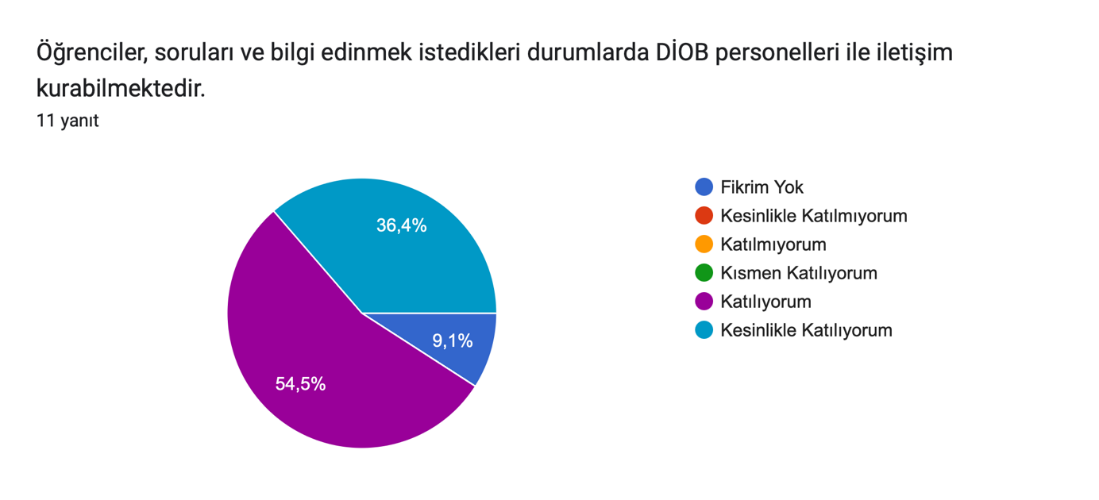 Öğrenciler, soruları ve bilgi edinmek istedikleri durumlarda DİOB personelleri ile iletişim
kurabilmektedir.
11 yanıt
36,4%
9,1%
54,5%
Fikrim Yok
Kesinlikle Katılmıyorum
Katılmıyorum
Kısmen Katılıyorum
Katılıyorum
Kesinlikle Katılıyorum